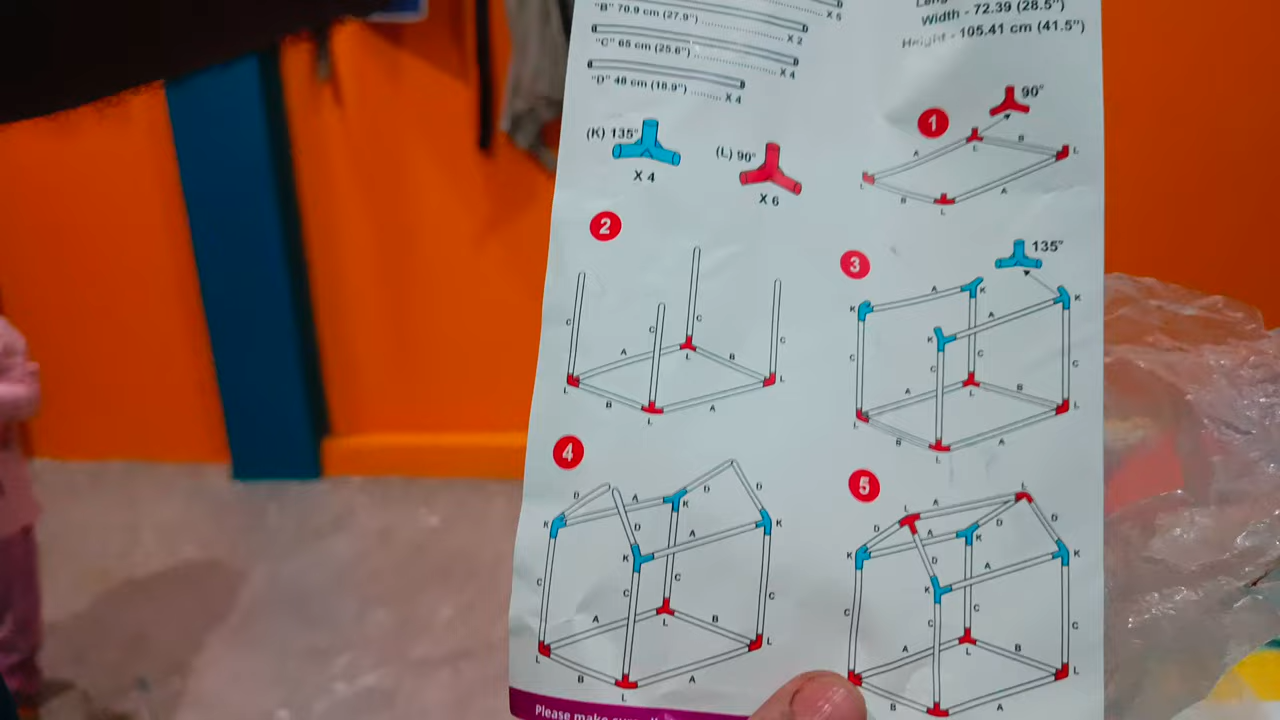 X 5
"B" 70.9 cm (27.9") .................... X 2
"C" 65 cm (25.6") ..................... X 4
"D" 48 cm (18.9") ......... X 4
Width - 72.39 (28.5")
Height - 105.41 cm (41.5")
(K) 135°
X 4
(L) 90°
X 6
1
90°
A
B
L
L
L
B
A
L
2
C
C
C
C
A
B
L
L
L
B
A
L
3
135°
K
A
K
K
A
K
C
C
C
C
A
B
L
L
L
B
A
L
4
D
A
D
D
K
K
D
A
K
K
C
C
C
C
A
B
L
L
L
B
A
L
5
L
A
L
D
D
D
K
A
K
D
A
K
K
C
C
C
C
A
B
L
L
B
A
Please make